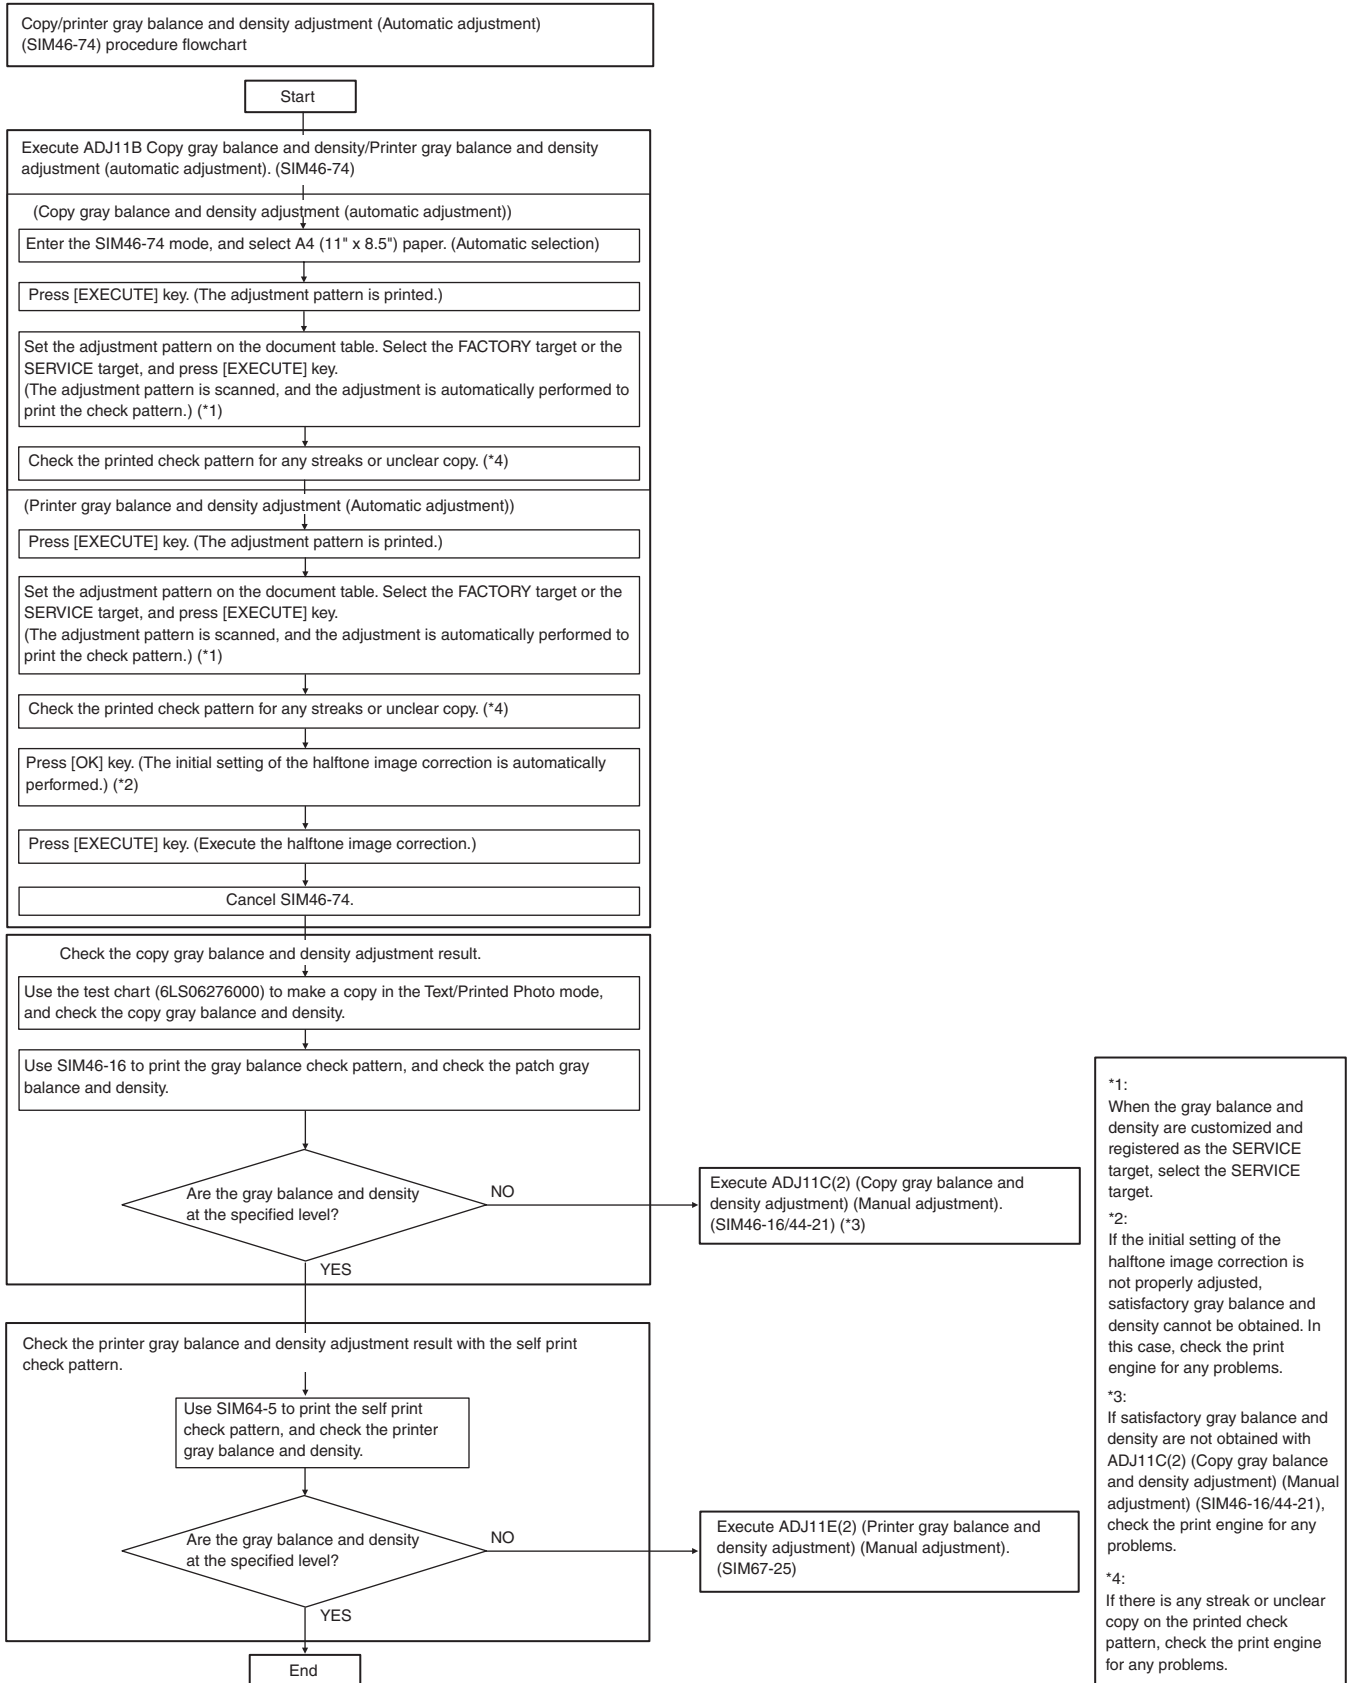 Copy/printer gray balance and density adjustment (Automatic adjustment)
(SIM46-74) procedure flowchart
Start
Execute ADJ11B Copy gray balance and density/Printer gray balance and density
adjustment (automatic adjustment). (SIM46-74)
(Copy gray balance and density adjustment (automatic adjustment))
Enter the SIM46-74 mode, and select A4 (11" x 8.5") paper. (Automatic selection)
Press [EXECUTE] key. (The adjustment pattern is printed.)
Set the adjustment pattern on the document table. Select the FACTORY target or the
SERVICE target, and press [EXECUTE] key.
(The adjustment pattern is scanned, and the adjustment is automatically performed to
print the check pattern.) (*1)
Check the printed check pattern for any streaks or unclear copy. (*4)
(Printer gray balance and density adjustment (Automatic adjustment))
Press [EXECUTE] key. (The adjustment pattern is printed.)
Set the adjustment pattern on the document table. Select the FACTORY target or the
SERVICE target, and press [EXECUTE] key.
(The adjustment pattern is scanned, and the adjustment is automatically performed to
print the check pattern.) (*1)
Check the printed check pattern for any streaks or unclear copy. (*4)
Press [OK] key. (The initial setting of the halftone image correction is automatically
performed.) (*2)
Press [EXECUTE] key. (Execute the halftone image correction.)
Cancel SIM46-74.
Check the copy gray balance and density adjustment result.
Use the test chart (6LS06276000) to make a copy in the Text/Printed Photo mode,
and check the copy gray balance and density.
Use SIM46-16 to print the gray balance check pattern, and check the patch gray
balance and density.
Are the gray balance and density
at the specified level?
NO
YES
Execute ADJ11C(2) (Copy gray balance and
density adjustment) (Manual adjustment).
(SIM46-16/44-21) (*3)
Check the printer gray balance and density adjustment result with the self print
check pattern.
Use SIM64-5 to print the self print
check pattern, and check the printer
gray balance and density.
Are the gray balance and density
at the specified level?
NO
YES
Execute ADJ11E(2) (Printer gray balance and
density adjustment) (Manual adjustment).
(SIM67-25)
End
*1:
When the gray balance and
density are customized and
registered as the SERVICE
target, select the SERVICE
target.
*2:
If the initial setting of the
halftone image correction is
not properly adjusted,
satisfactory gray balance and
density cannot be obtained. In
this case, check the print
engine for any problems.
*3:
If satisfactory gray balance and
density are not obtained with
ADJ11C(2) (Copy gray balance
and density adjustment) (Manual
adjustment) (SIM46-16/44-21),
check the print engine for any
problems.
*4:
If there is any streak or unclear
copy on the printed check
pattern, check the print engine
for any problems.